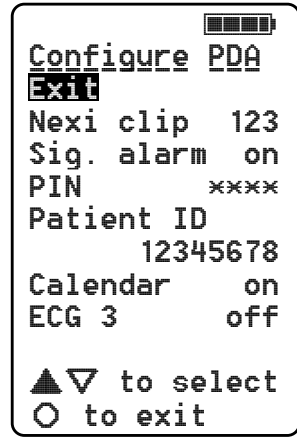 Configure PDA
Exit
Nexi clip 123
Sig. alarm on
PIN ****
Patient ID
12345678
Calendar on
ECG 3 off
▲▽ to select
○ to exit